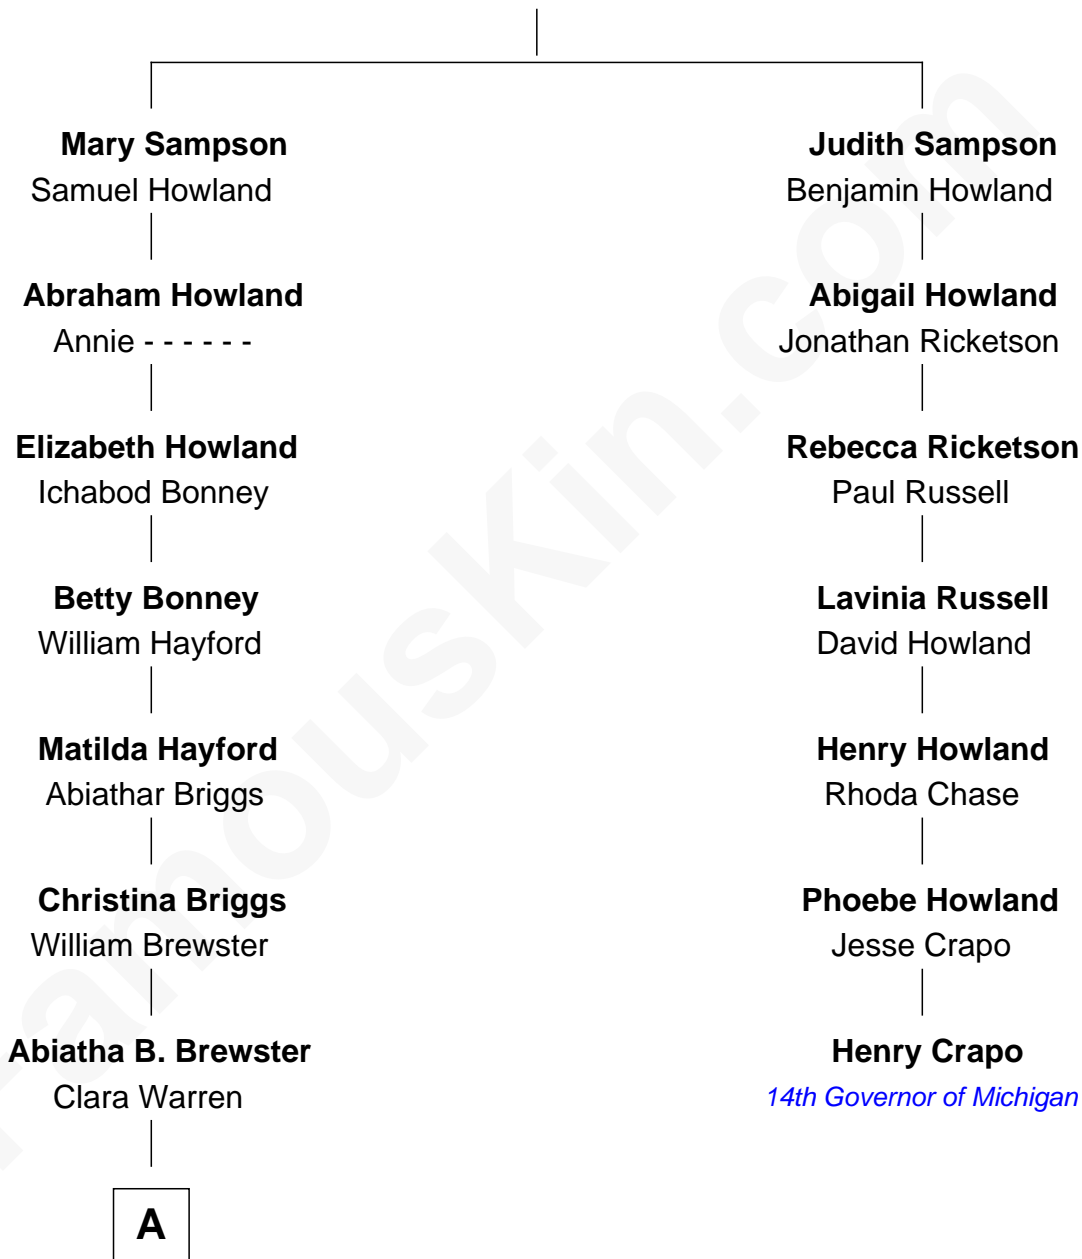 Mary Sampson
Samuel Howland
Judith Sampson
Benjamin Howland
Abraham Howland
Annie - - - - - -
Abigail Howland
Jonathan Ricketson
Elizabeth Howland
Ichabod Bonney
Rebecca Ricketson
Paul Russell
Betty Bonney
William Hayford
Lavinia Russell
David Howland
Matilda Hayford
Abiathar Briggs
Henry Howland
Rhoda Chase
Christina Briggs
William Brewster
Phoebe Howland
Jesse Crapo
Abiatha B. Brewster
Clara Warren
Henry Crapo
14th Governor of Michigan
A
FamousKin.com